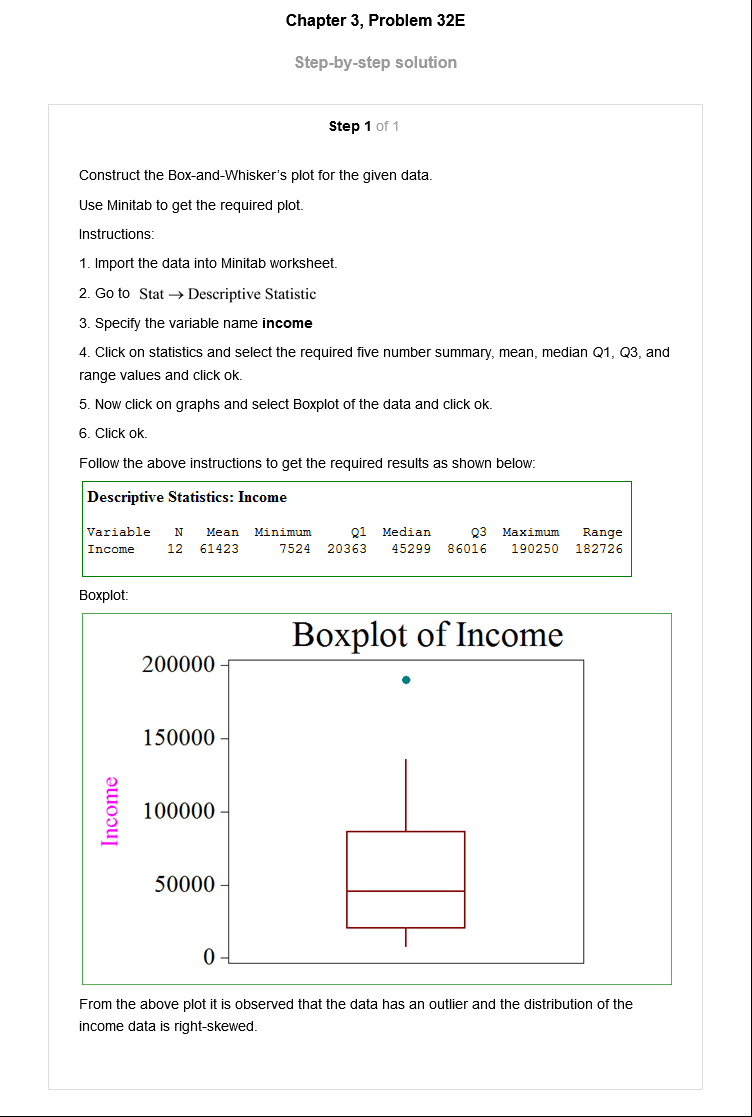 Chapter 3, Problem 32E
Step-by-step solution
Step 1 of 1
Construct the Box-and-Whisker's plot for the given data.
Use Minitab to get the required plot.
Instructions:
1. Import the data into Minitab worksheet.
2. Go to Stat → Descriptive Statistic
3. Specify the variable name income
4. Click on statistics and select the required five number summary, mean, median Q1, Q3, and
range values and click ok.
5. Now click on graphs and select Boxplot of the data and click ok.
6. Click ok.
Follow the above instructions to get the required results as shown below:
Descriptive Statistics: Income
Variable N Mean Minimum Q1 Median Q3 Maximum Range
Income 12 61423 7524 20363 45299 86016 190250 182726
Boxplot:
Boxplot of Income
200000
150000
100000
50000
0
Income
From the above plot it is observed that the data has an outlier and the distribution of the
income data is right-skewed.